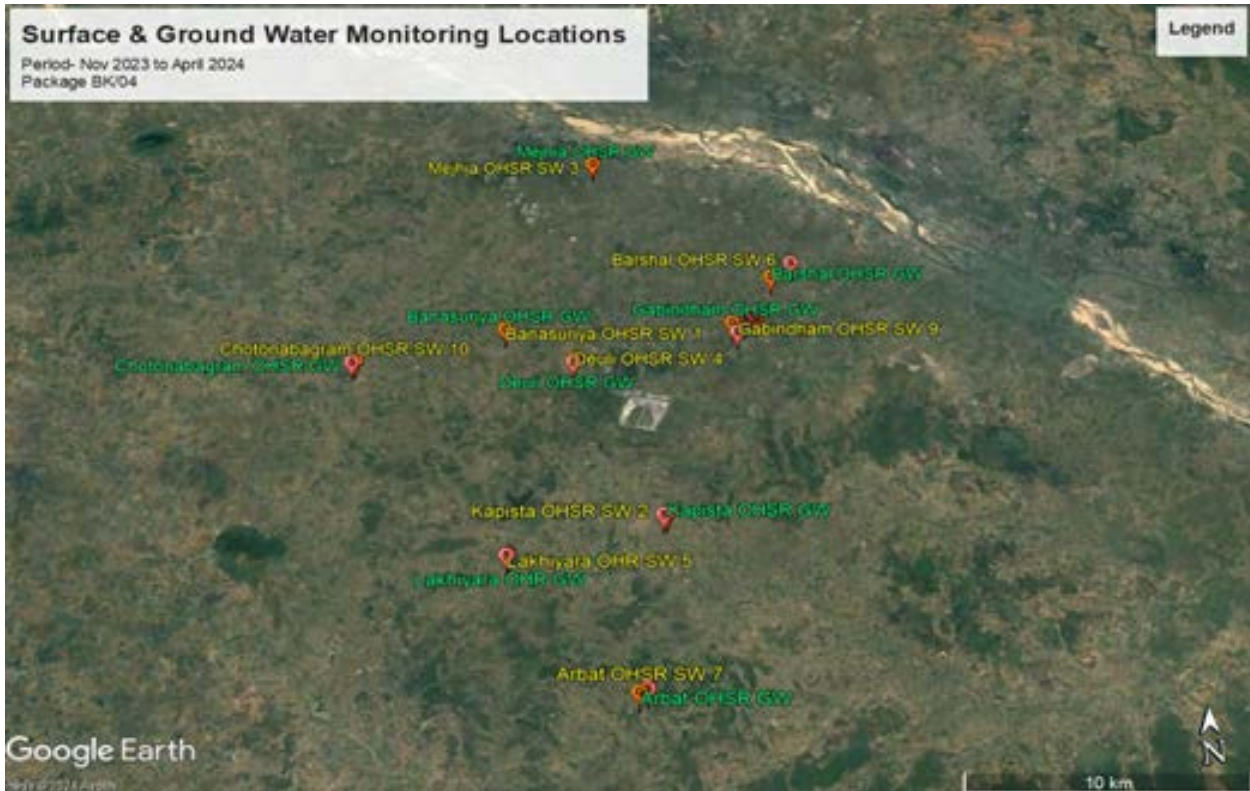 Surface & Ground Water Monitoring Locations
Period- Nov 2023 to April 2024
Package BK/04
Legend
Mejhia OHSR GW
Mejhia OHSR SW 3
Barshal OHSR SW 6
Barshal OHSR GW
Gabindham OHSR GW
Banasuriya OHSR GW
Gabindham OHSR SW 9
Banasuriya OHSR SW 1
Chotonabagram OHSR SW 10
Deuli OHSR SW 4
Chotonabagram OHSR GW
Deuli OHSR GW
Kapista OHSR SW 2
Kapista OHSR GW
Lakhiyara OHR SW 5
Lakhiyara OHR GW
Arbat OHSR SW 7
Arbat OHSR GW
Google Earth
N
10 km